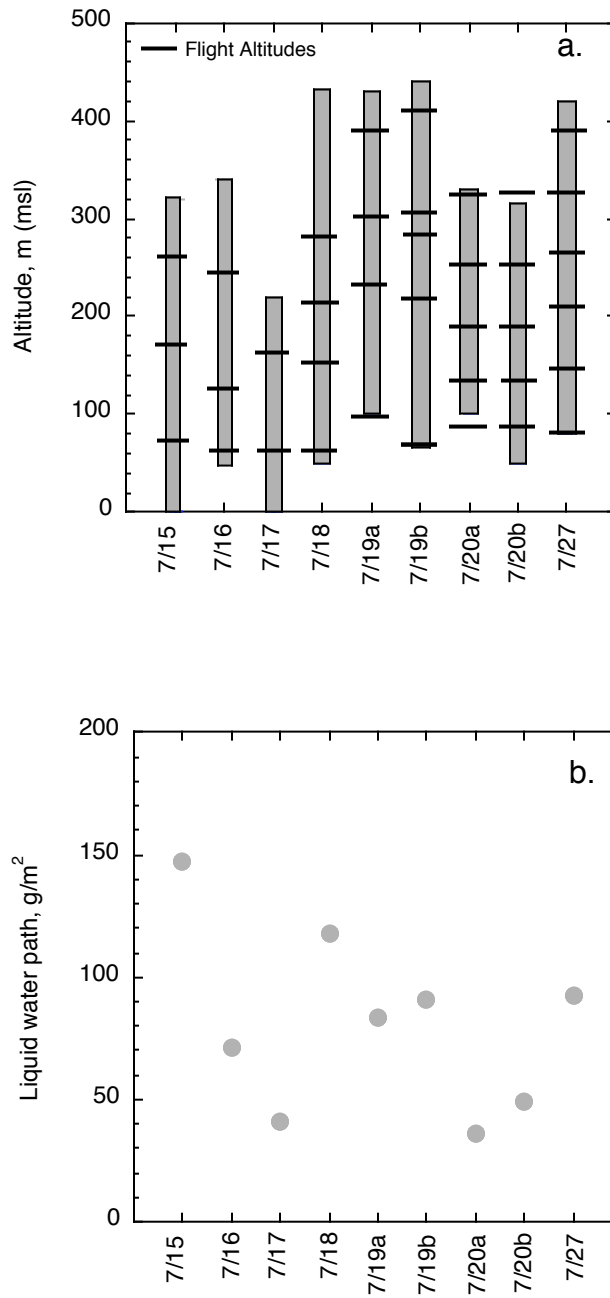 500
400
300
200
100
0
Altitude, m (msl)
Flight Altitudes
a.
7/15
7/16
7/17
7/18
7/19a
7/19b
7/20a
7/20b
7/27
200
150
100
50
0
Liquid water path, g/m²
b.
7/15
7/16
7/17
7/18
7/19a
7/19b
7/20a
7/20b
7/27